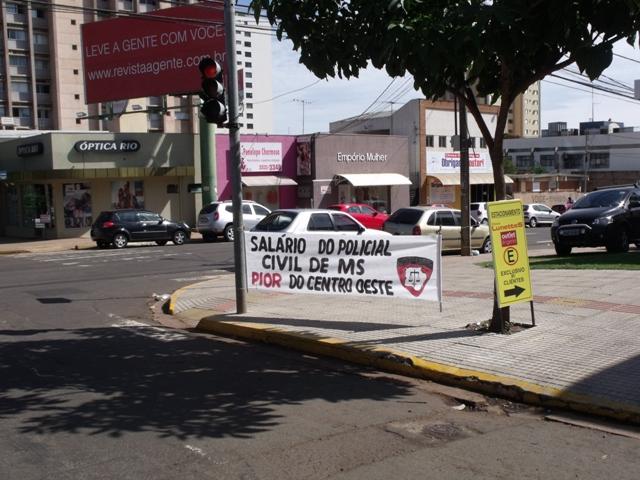 LEVE A GENTE COM VOCÊ
www.revistaagente.com.br
ÓPTICA RIO
Empório Mulher
SALÁRIO DO POLICIAL
CIVIL DE MS
PIOR DO CENTRO OESTE
ESTACIONAMENTO
E
EXCLUSIVO
P/
CLIENTES